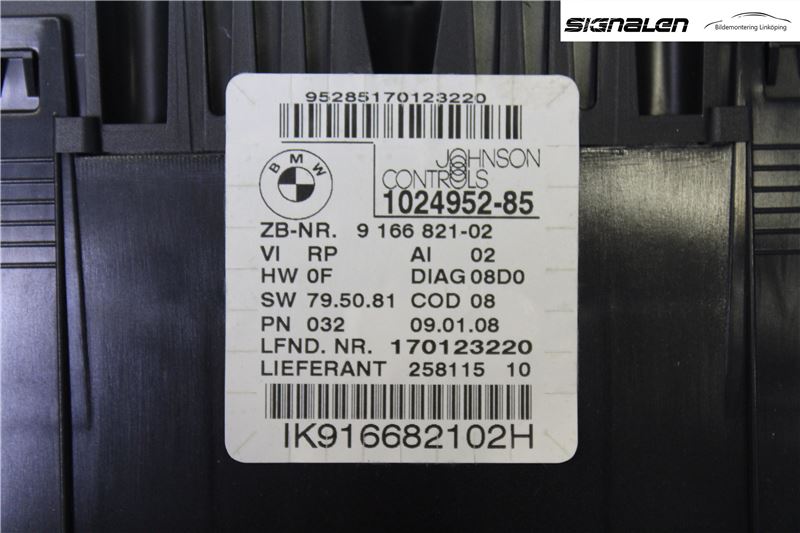 SIGNALEN
Bildemontering Linköping
95285170123220
BMW
JOHNSON
CONTROLS
1024952-85
ZB-NR. 9 166 821-02
VI RP AI 02
HW 0F DIAG 08D0
SW 79.50.81 COD 08
PN 032 09.01.08
LFND. NR. 170123220
LIEFERANT 258115 10
IK916682102H